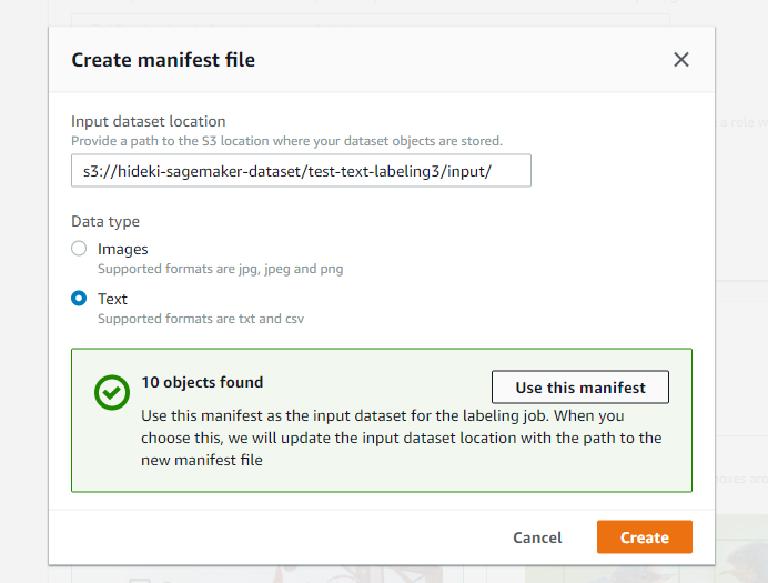 Create manifest file
Input dataset location
Provide a path to the S3 location where your dataset objects are stored.
s3://hideki-sagemaker-dataset/test-text-labeling3/input/
Data type
Images
Supported formats are jpg, jpeg and png
Text
Supported formats are txt and csv
10 objects found
Use this manifest
Use this manifest as the input dataset for the labeling job. When you
choose this, we will update the input dataset location with the path to the
new manifest file
Cancel
Create
a role